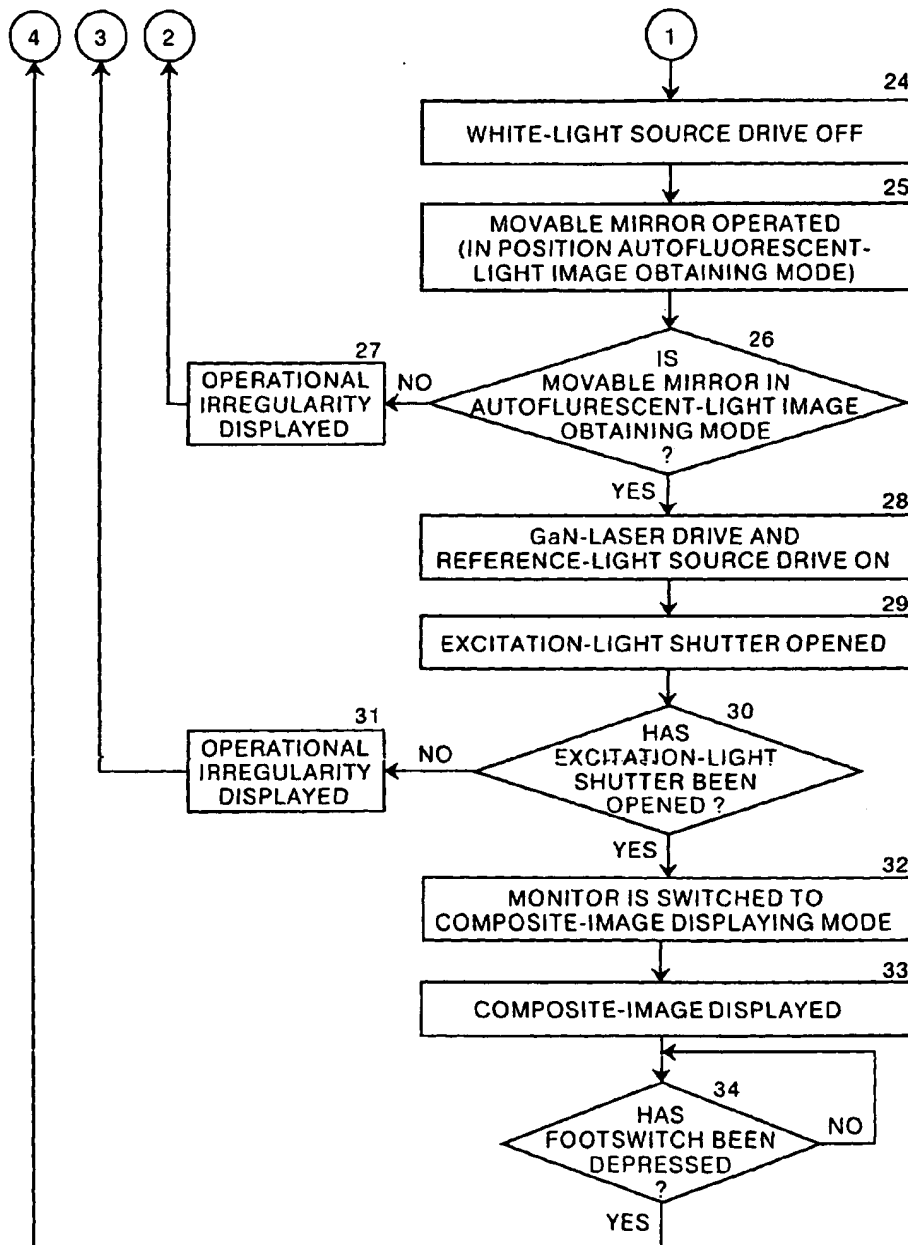 4
3
2
1
24
WHITE-LIGHT SOURCE DRIVE OFF
25
MOVABLE MIRROR OPERATED
(IN POSITION AUTOFLUORESCENT-
LIGHT IMAGE OBTAINING MODE)
26
IS
MOVABLE MIRROR IN
AUTOFLURESCENT-LIGHT IMAGE
OBTAINING MODE
?
NO
27
OPERATIONAL
IRREGULARITY
DISPLAYED
YES
28
GaN-LASER DRIVE AND
REFERENCE-LIGHT SOURCE DRIVE ON
29
EXCITATION-LIGHT SHUTTER OPENED
30
HAS
EXCITATION-LIGHT
SHUTTER BEEN
OPENED ?
NO
31
OPERATIONAL
IRREGULARITY
DISPLAYED
YES
32
MONITOR IS SWITCHED TO
COMPOSITE-IMAGE DISPLAYING MODE
33
COMPOSITE-IMAGE DISPLAYED
34
HAS
FOOTSWITCH BEEN
DEPRESSED
?
NO
YES